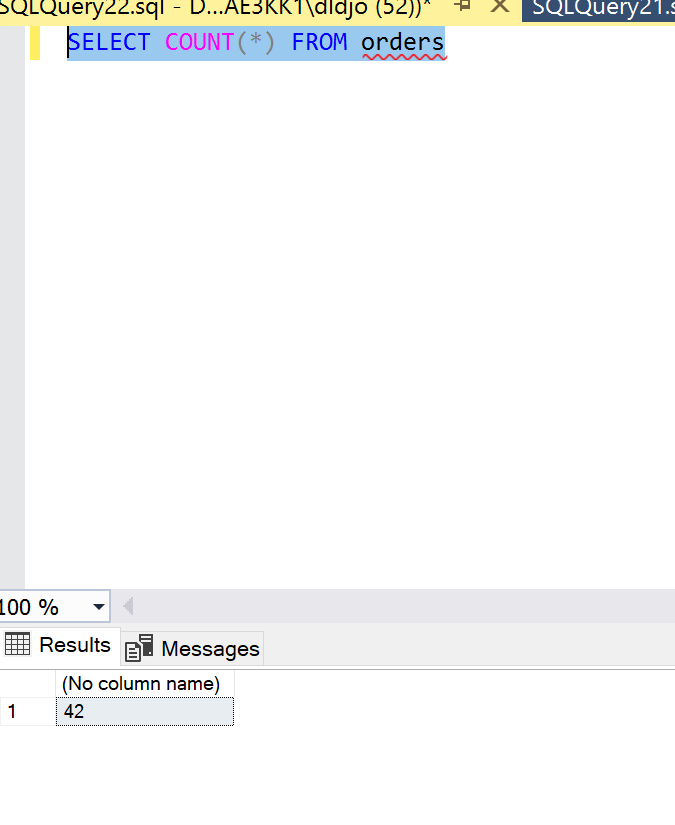 SQLQuery22.sql - D...AE3KK1\dldjo (52))* SQLQuery21.s
SELECT COUNT(*) FROM orders
100 %
Results Messages
(No column name)
1 42